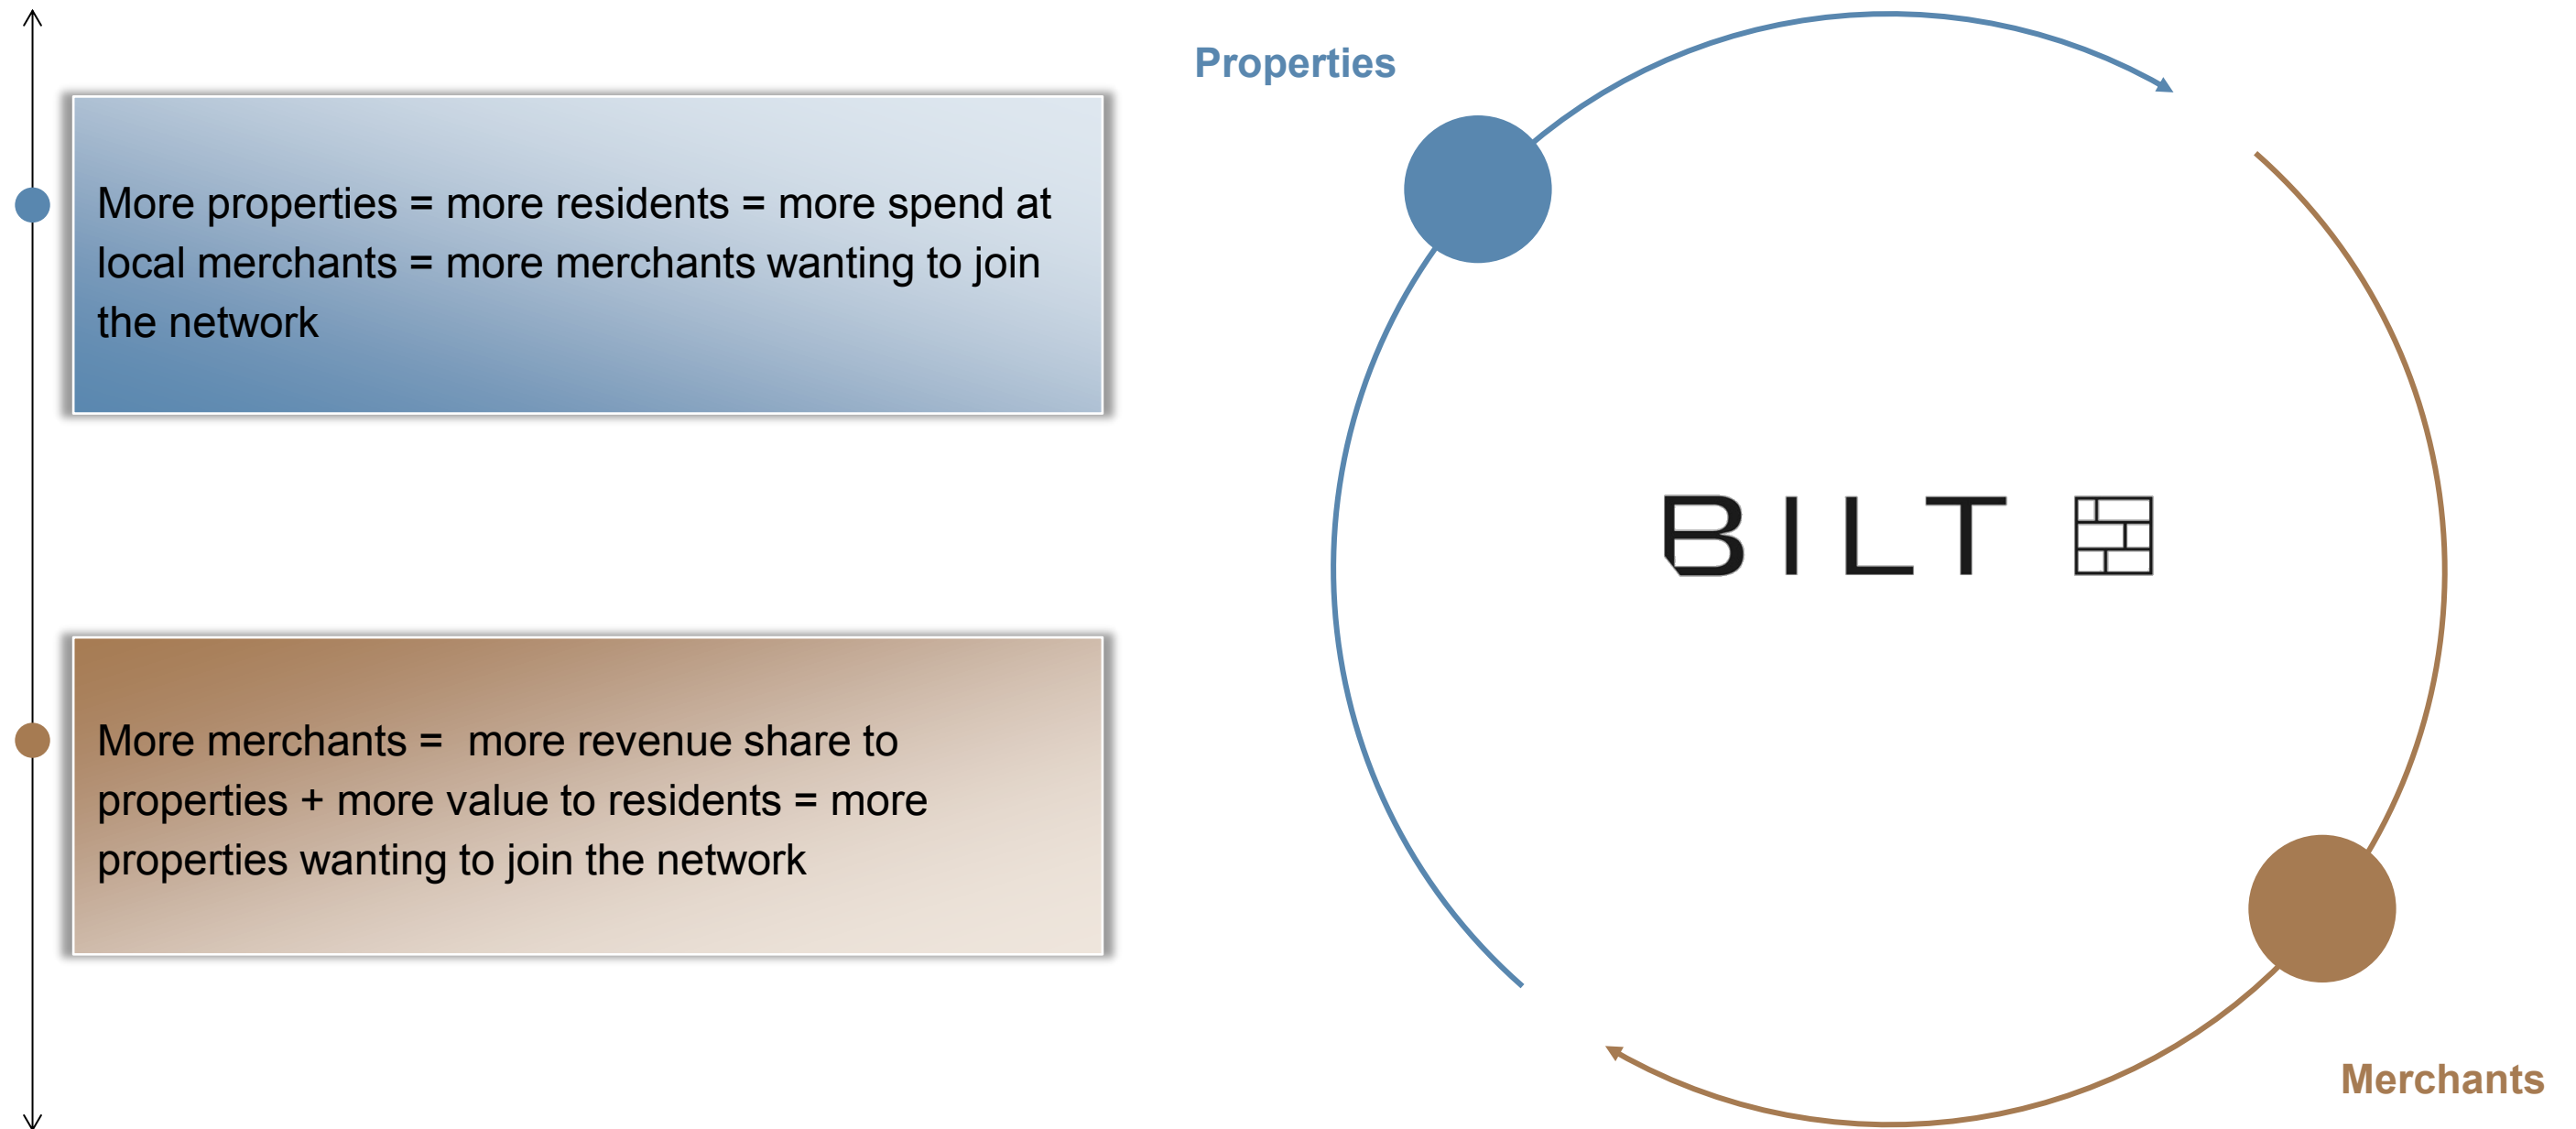 Properties
More properties = more residents = more spend at
local merchants = more merchants wanting to join
the network
BILT
More merchants =  more revenue share to
properties + more value to residents = more
properties wanting to join the network
Merchants